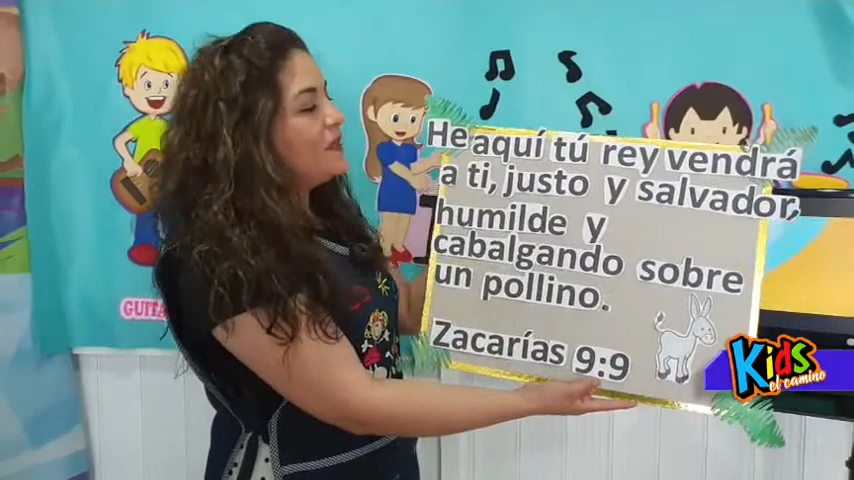 He aquí tú rey vendrá
a ti, justo y salvador,
humilde y
cabalgando sobre
un pollino.
Zacarías 9:9
Kids
el camino